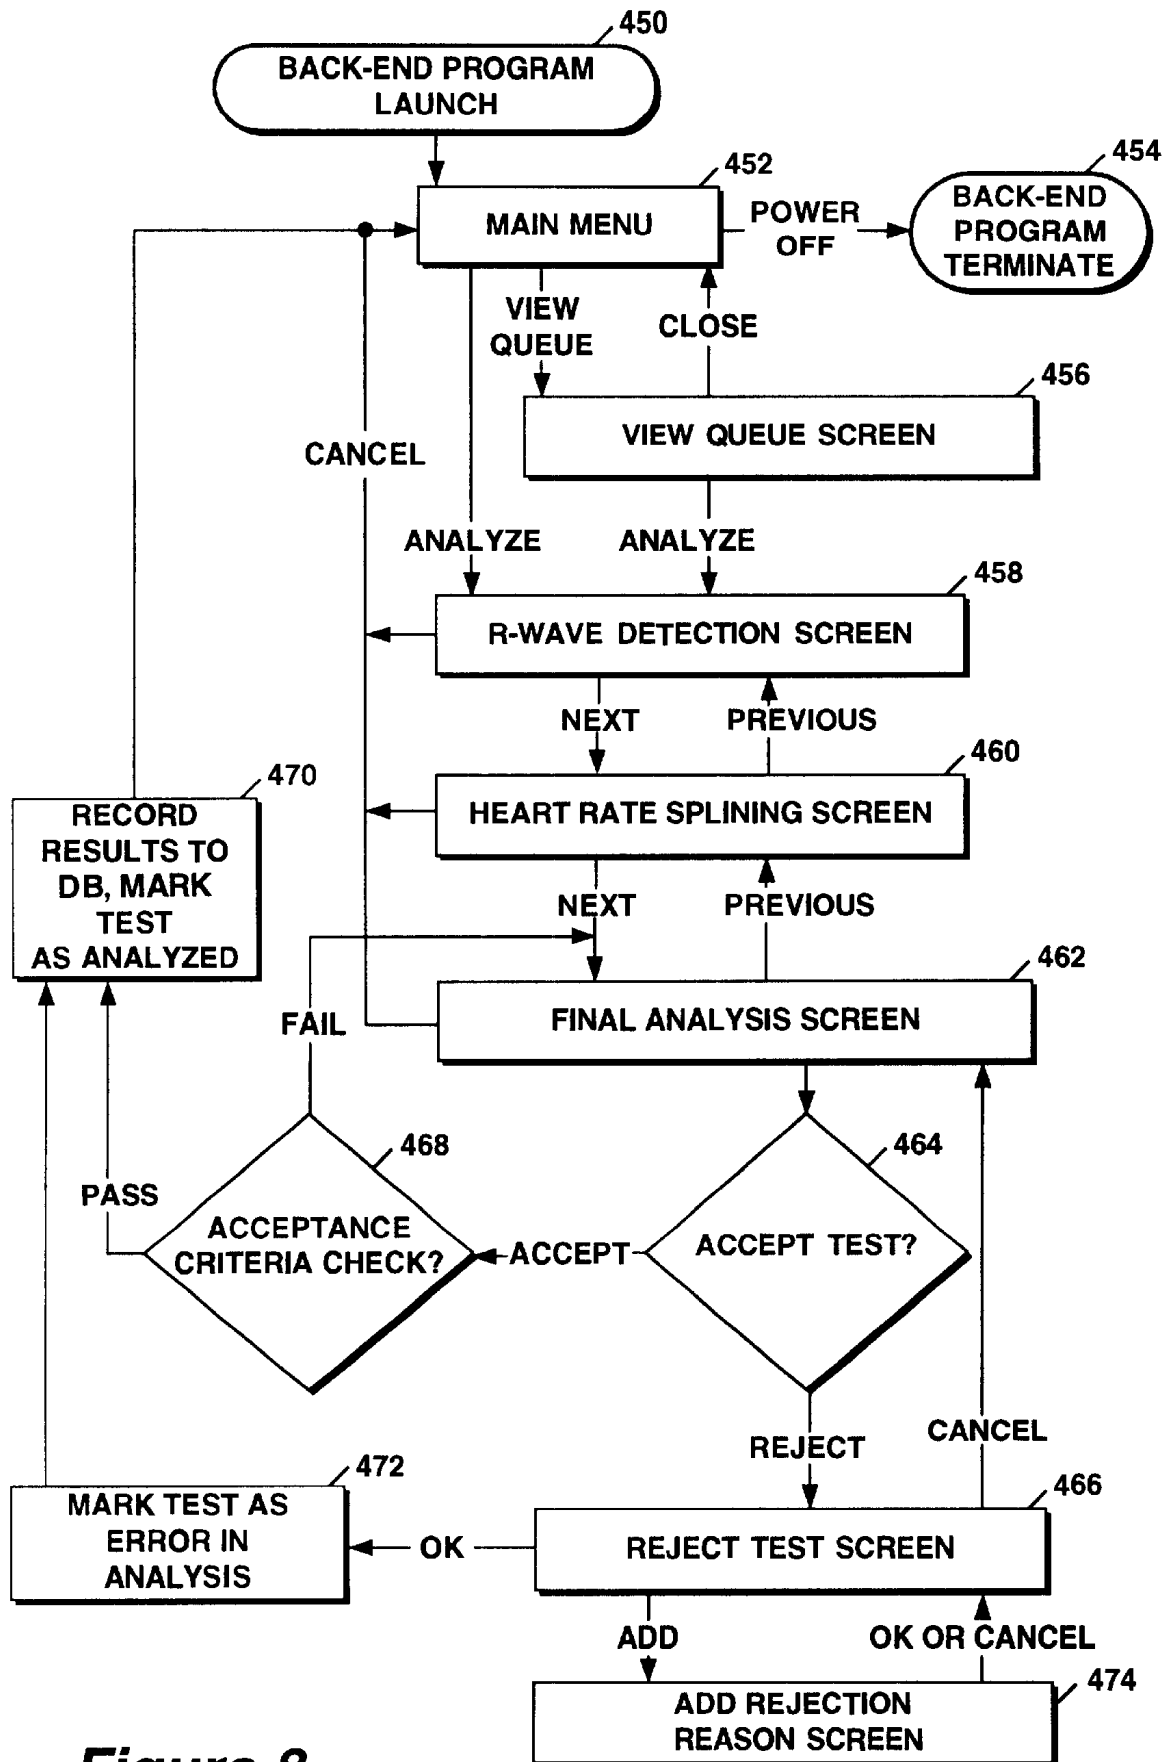 450
BACK-END PROGRAM
LAUNCH
452
454
MAIN MENU
POWER
OFF
BACK-END
PROGRAM
TERMINATE
VIEW
QUEUE
CLOSE
456
VIEW QUEUE SCREEN
CANCEL
ANALYZE
ANALYZE
458
R-WAVE DETECTION SCREEN
NEXT
PREVIOUS
460
HEART RATE SPLINING SCREEN
470
RECORD
RESULTS TO
DB, MARK
TEST
AS ANALYZED
NEXT
PREVIOUS
462
FINAL ANALYSIS SCREEN
FAIL
468
464
PASS
ACCEPTANCE
CRITERIA CHECK?
ACCEPT
ACCEPT TEST?
REJECT
CANCEL
472
MARK TEST AS
ERROR IN
ANALYSIS
OK
466
REJECT TEST SCREEN
ADD
OK OR CANCEL
474
ADD REJECTION
REASON SCREEN
Figure